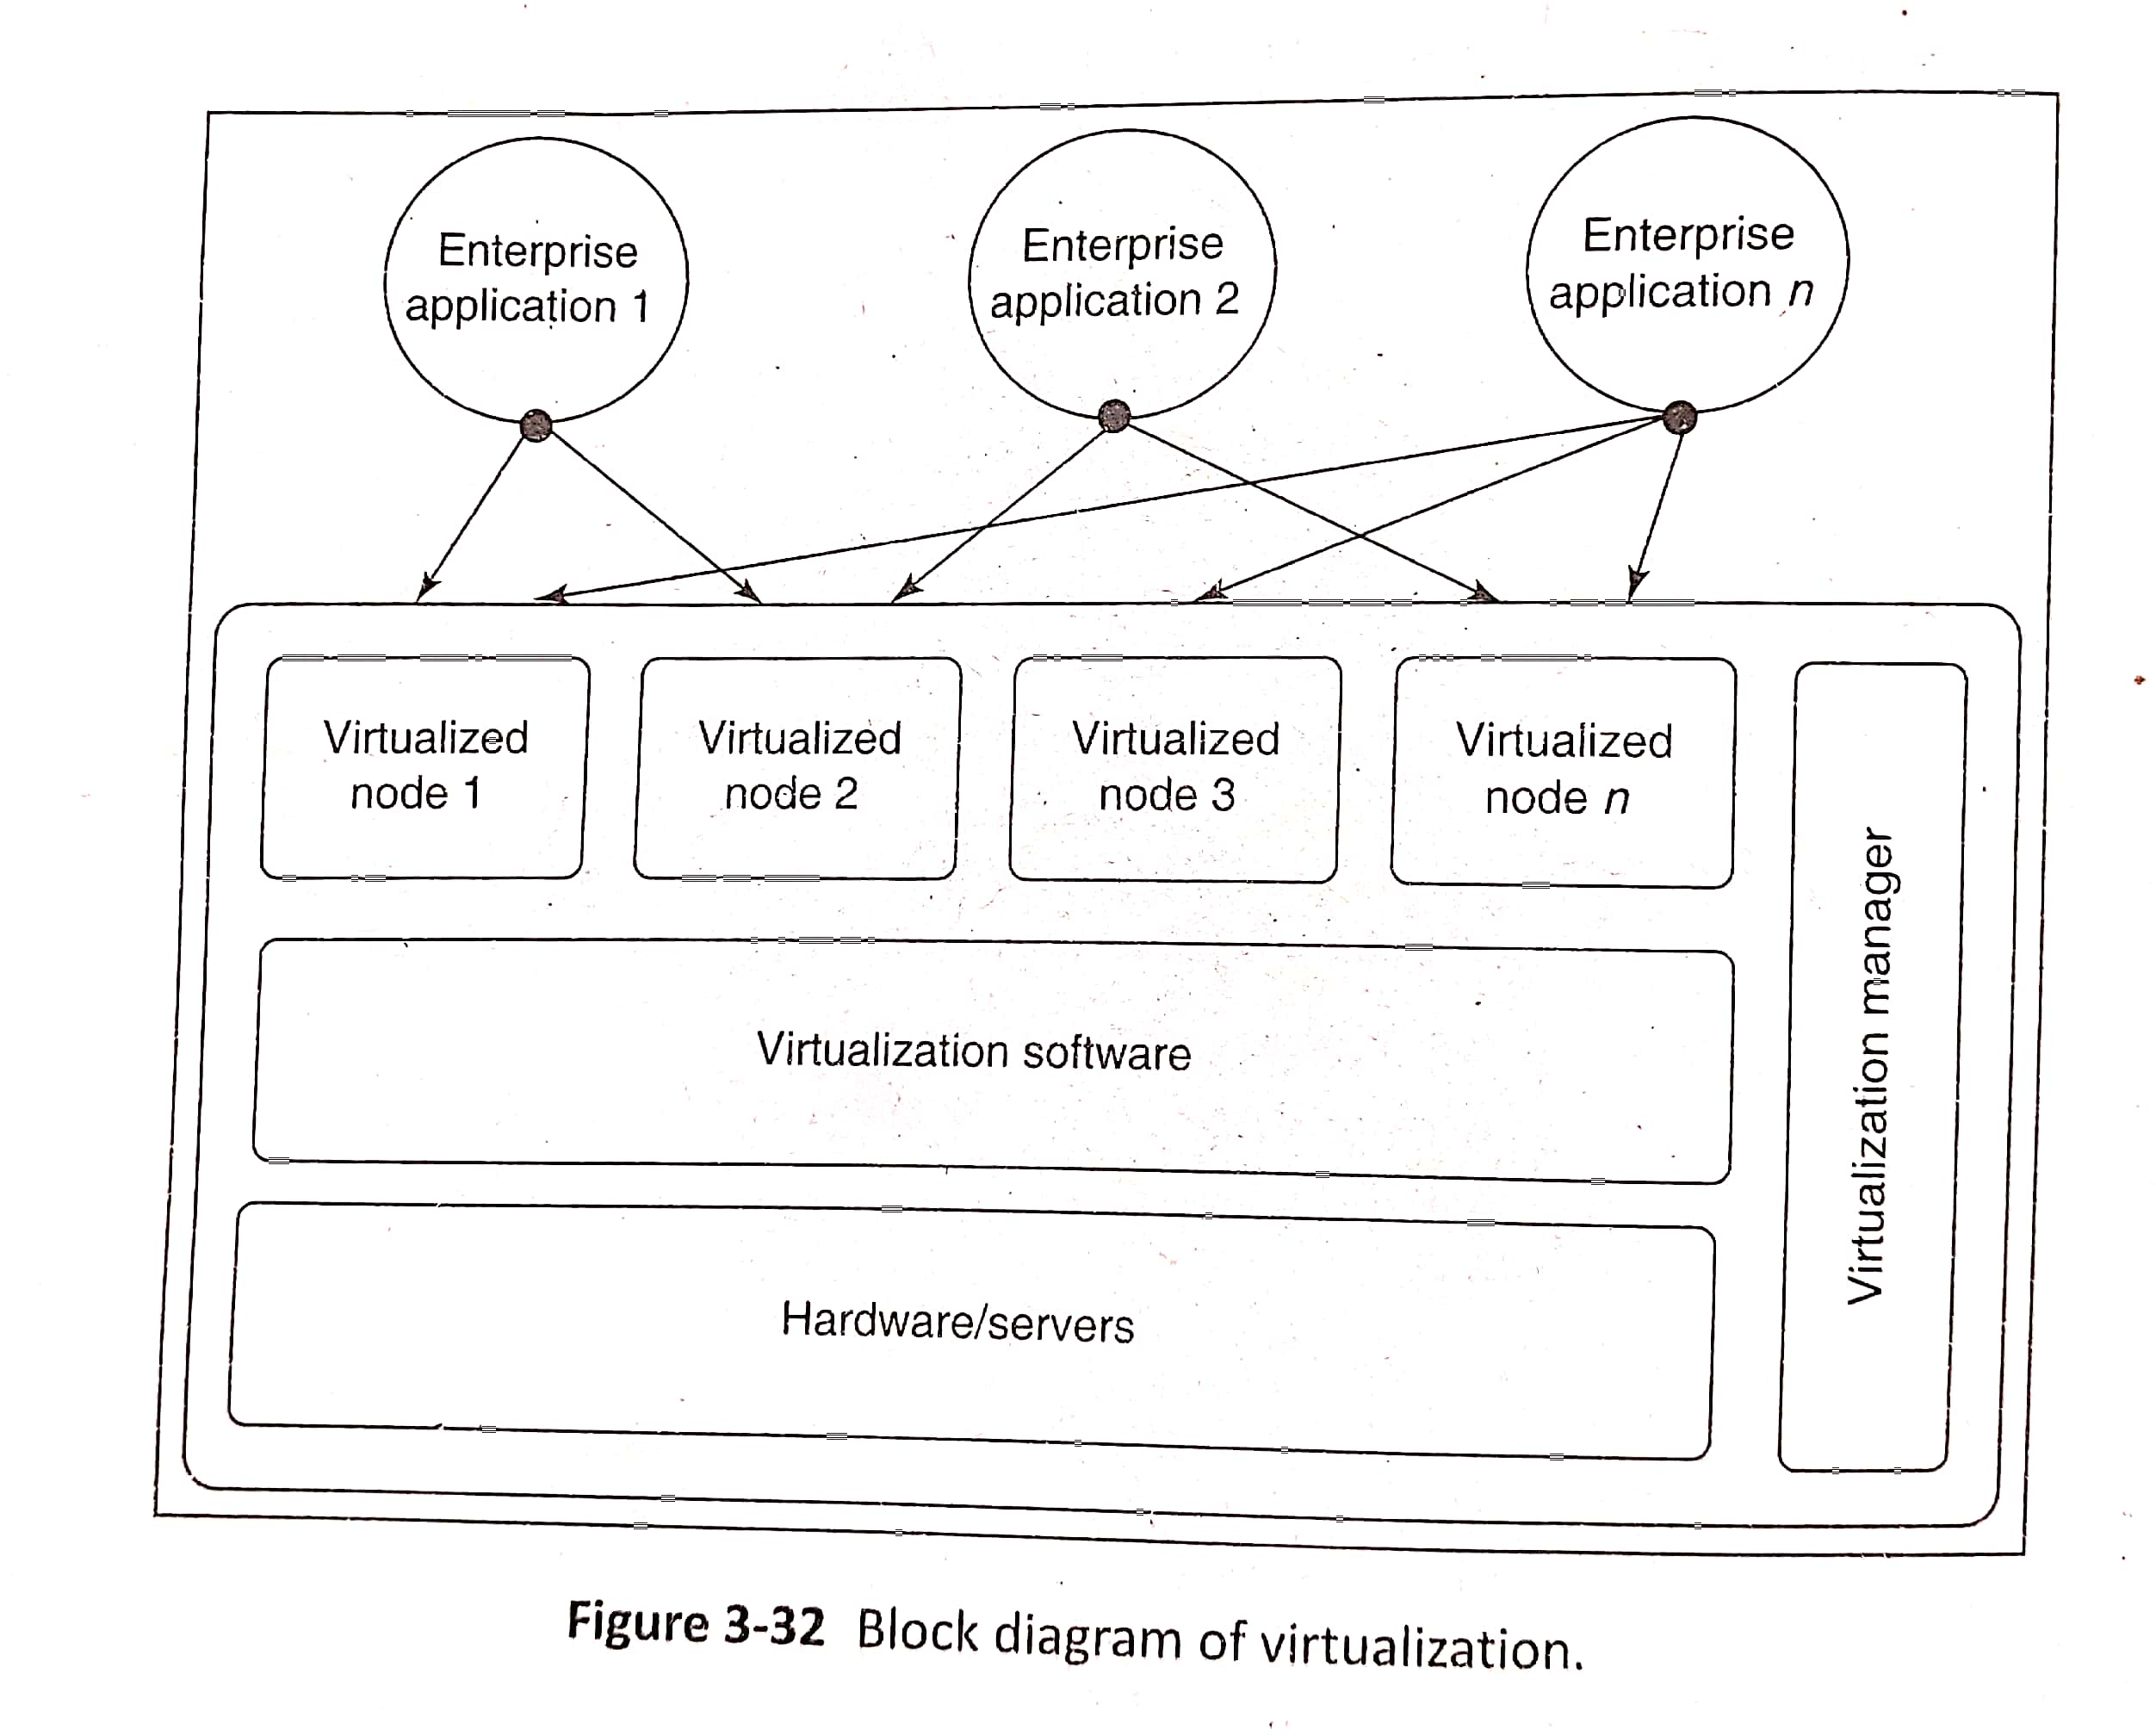 Enterprise
application 1
Enterprise
application 2
Enterprise
application n
Virtualized
node 1
Virtualized
node 2
Virtualized
node 3
Virtualized
node n
Virtualization manager
Virtualization software
Hardware/servers
Figure 3-32 Block diagram of virtualization.